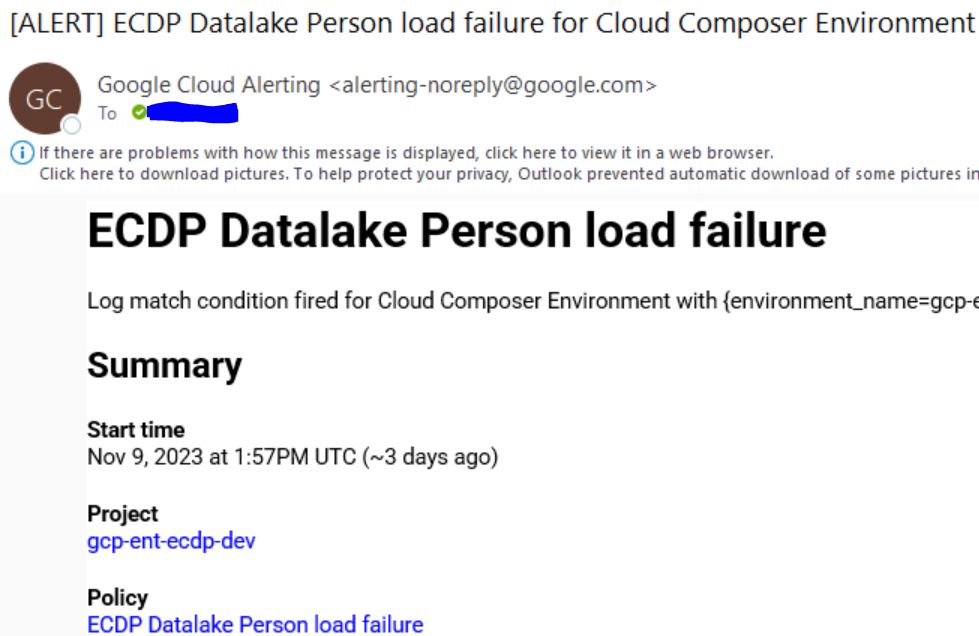 [ALERT] ECDP Datalake Person load failure for Cloud Composer Environment
GC
Google Cloud Alerting <alerting-noreply@google.com>
To
If there are problems with how this message is displayed, click here to view it in a web browser.
Click here to download pictures. To help protect your privacy, Outlook prevented automatic download of some pictures in
ECDP Datalake Person load failure
Log match condition fired for Cloud Composer Environment with {environment_name=gcp-e
Summary
Start time
Nov 9, 2023 at 1:57PM UTC (~3 days ago)
Project
gcp-ent-ecdp-dev
Policy
ECDP Datalake Person load failure